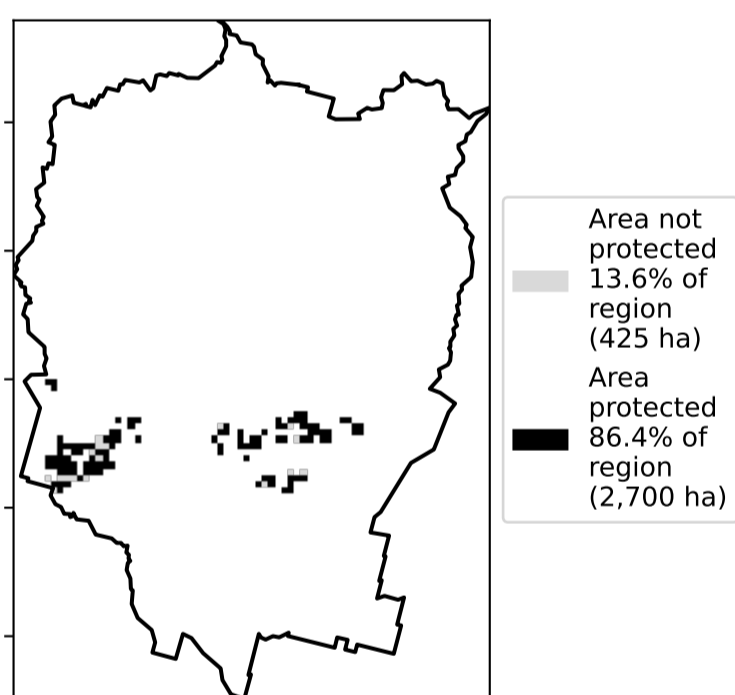 Area not
protected
13.6% of
region
(425 ha)
Area
protected
86.4% of
region
(2,700 ha)